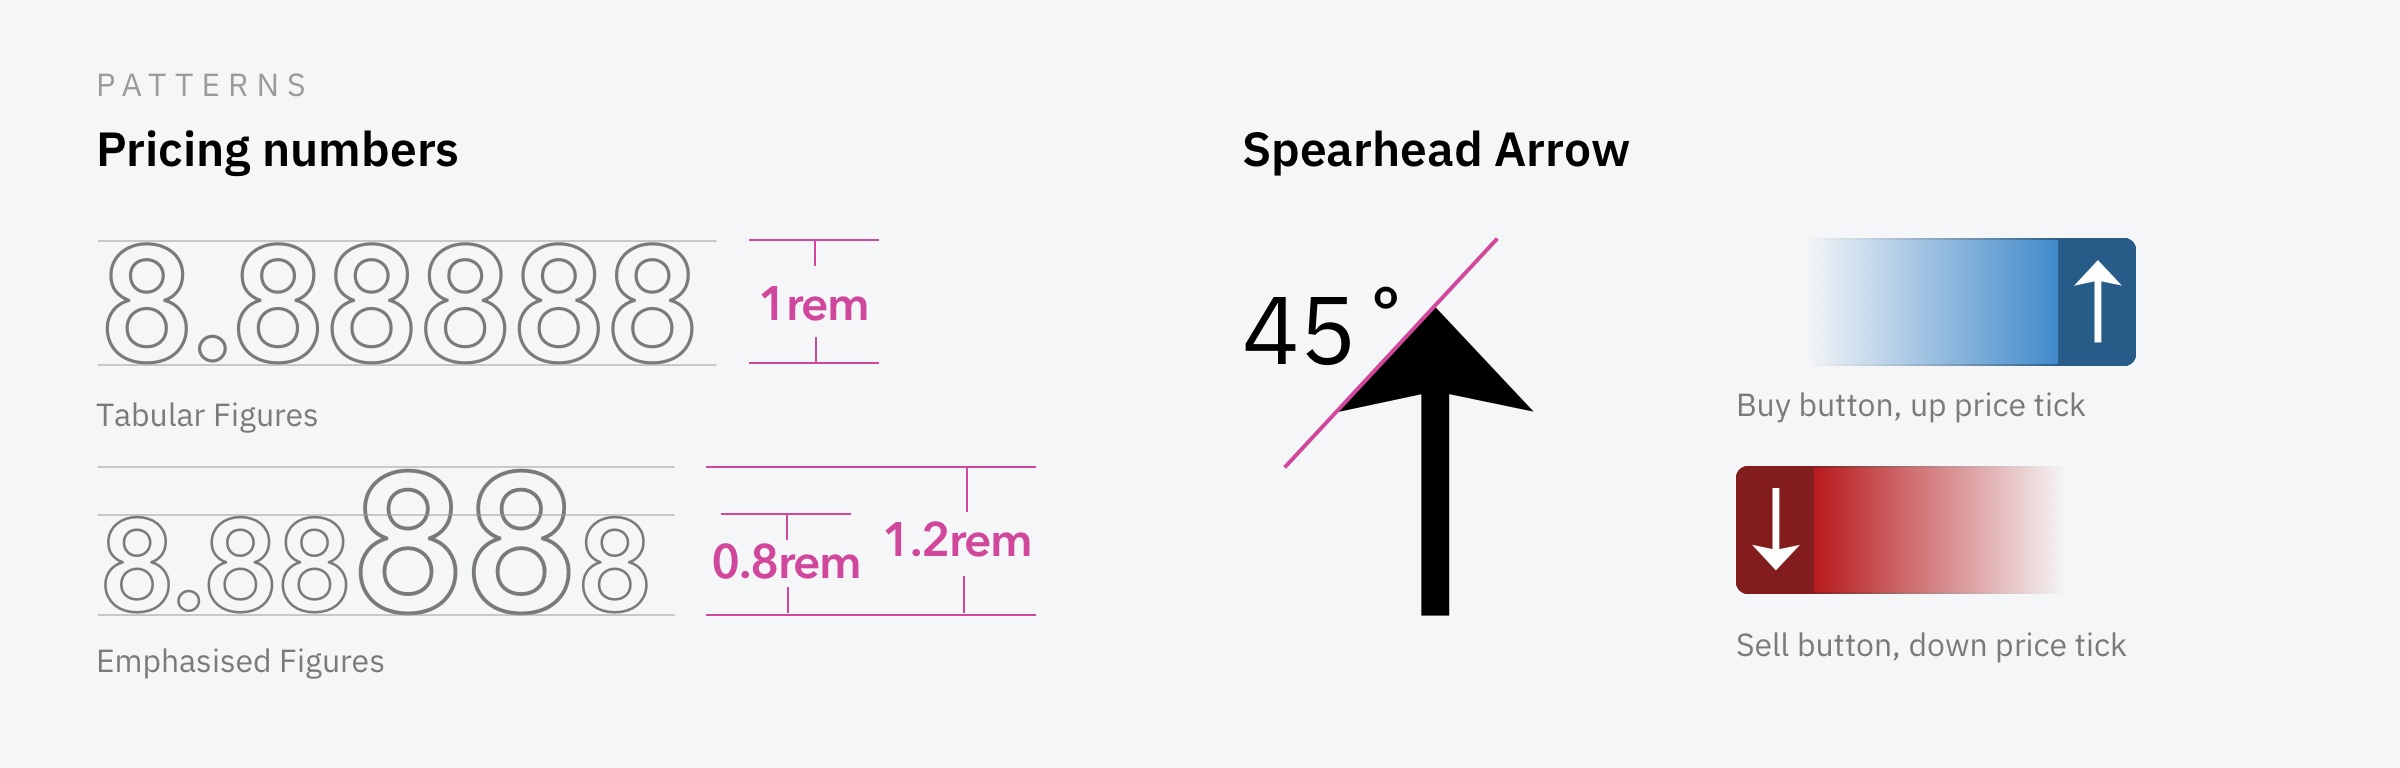 PATTERNS
Pricing numbers
8.88888
1rem
Tabular Figures
8.88888
0.8rem
1.2rem
Emphasised Figures
Spearhead Arrow
45°
Buy button, up price tick
Sell button, down price tick